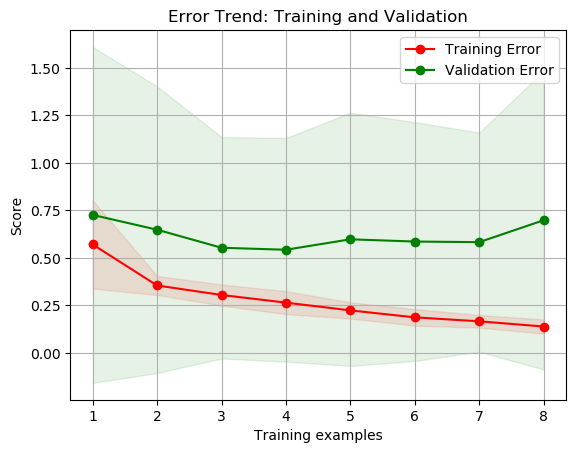 Error Trend: Training and Validation
Training Error
Validation Error
Score
1.50
1.25
1.00
0.75
0.50
0.25
0.00
1 2 3 4 5 6 7 8
Training examples